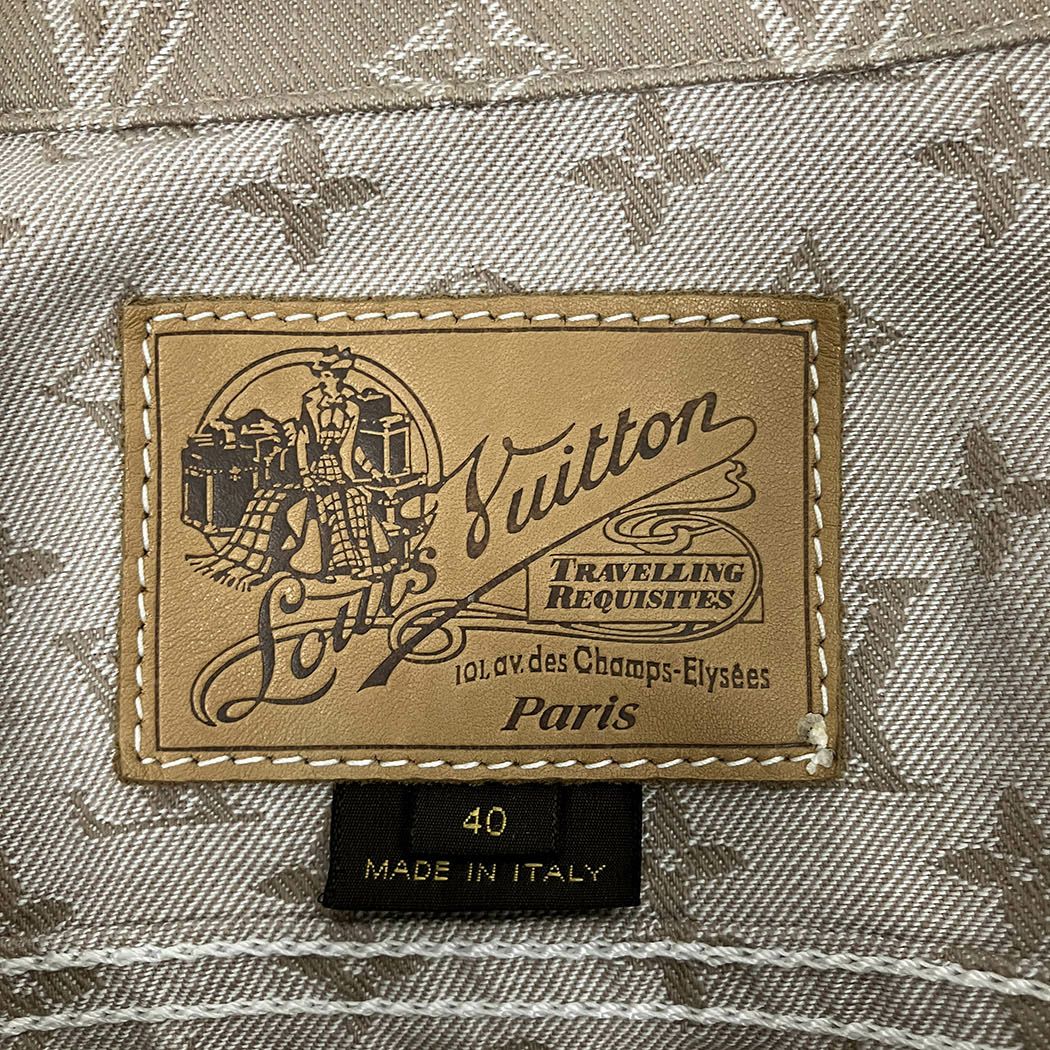 Louis Vuitton
TRAVELLING
REQUISITES
101, av. des Champs-Elysées
Paris
40
MADE IN ITALY